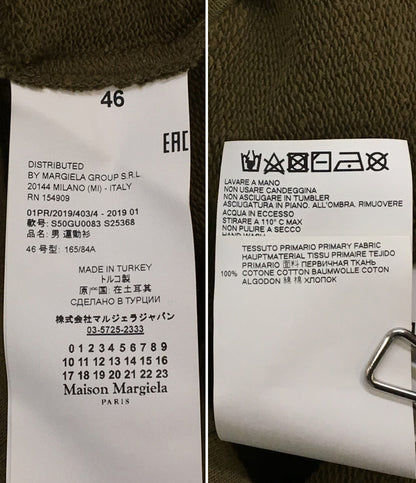 46
EAC
DISTRIBUTED
BY MARGIELA GROUP S.R.L
20144 MILANO (MI) - ITALY
RN 154909
01PR/2019/403/4 - 2019 01
款号: S50GU0083 S25368
品名: 男 運動衫
46 号型: 165/84A
MADE IN TURKEY
トルコ製
原产国: 在土耳其
СДЕЛАНО В ТУРЦИИ
株式会社マルジェラジャパン
03-5725-2333
0 1 2 3 4 5 6 7 8 9
10 11 12 13 14 15 16
17 18 19 20 21 22 23
Maison Margiela
PARIS
LAVARE A MANO
NON USARE CANDEGGINA
NON ASCIUGARE IN TUMBLER
ASCIUGATURA IN PIANO. ALL'OMBRA. RIMUOVERE
ACQUA IN ECCESSO
STIRARE A 110° C MAX
NON PULIRE A SECCO
HAND WASH
TESSUTO PRIMARIO PRIMARY FABRIC
HAUPTMATERIAL TISSU PRIMAIRE TEJIDO
PRIMARIO 面料 ПЕРВИЧНАЯ ТКАНЬ
100% COTONE COTTON BAUMWOLLE COTON
ALGODON 綿 棉 ХЛОПОК